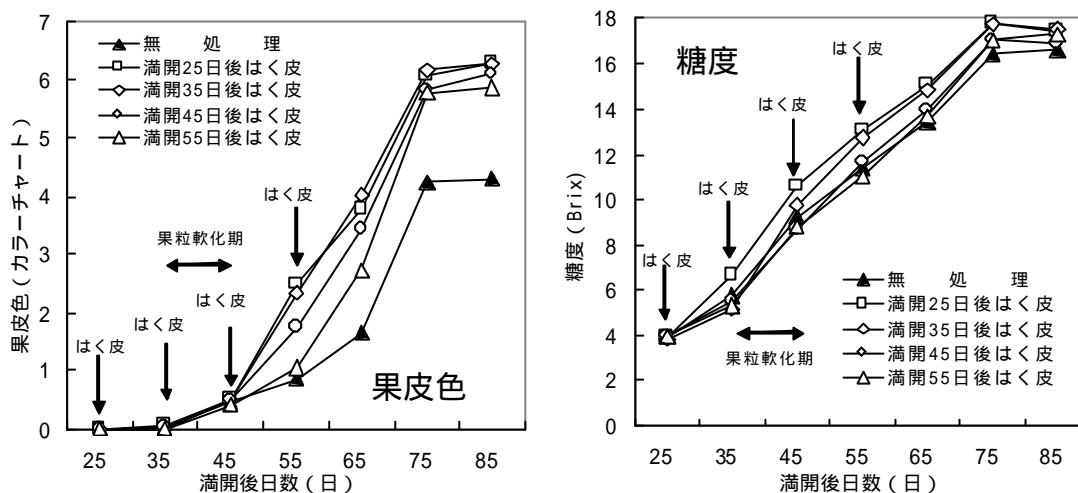 7
6
5
4
3
2
1
0
果皮色(カラーチャート)
無 処 理
満開25日後はく皮
満開35日後はく皮
満開45日後はく皮
満開55日後はく皮
はく皮
果粒軟化期
はく皮
はく皮
はく皮
果皮色
25 35 45 55 65 75 85
満開後日数(日)
18
16
14
12
10
8
6
4
2
0
糖度(Brix)
糖度
はく皮
はく皮
はく皮
はく皮
果粒軟化期
無 処 理
満開25日後はく皮
満開35日後はく皮
満開45日後はく皮
満開55日後はく皮
25 35 45 55 65 75 85
満開後日数(日)